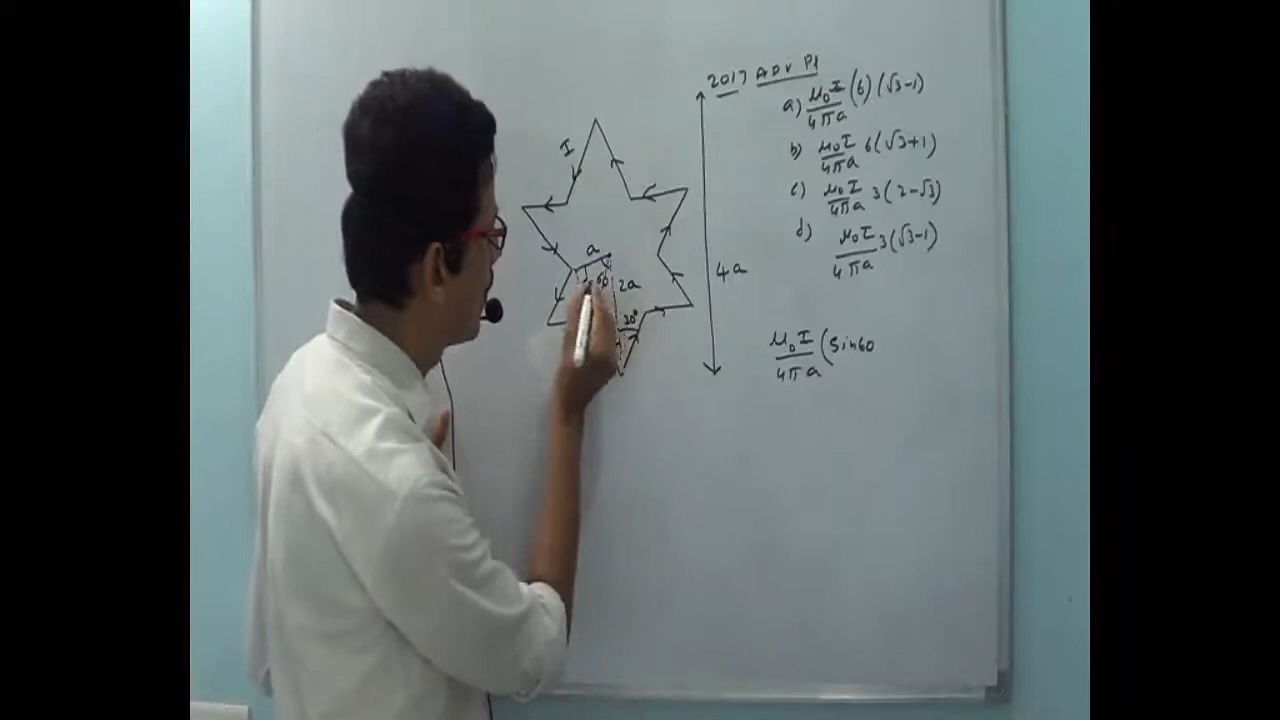 2017 ADV P1
a) μ₀I/4πa (6) (√3-1)
b) μ₀I/4πa 6(√3+1)
c) μ₀I/4πa 3(2-√3)
d) μ₀I/4πa 3(√3-1)
I
a
60
2a
30°
4a
μ₀I/4πa (Sin60